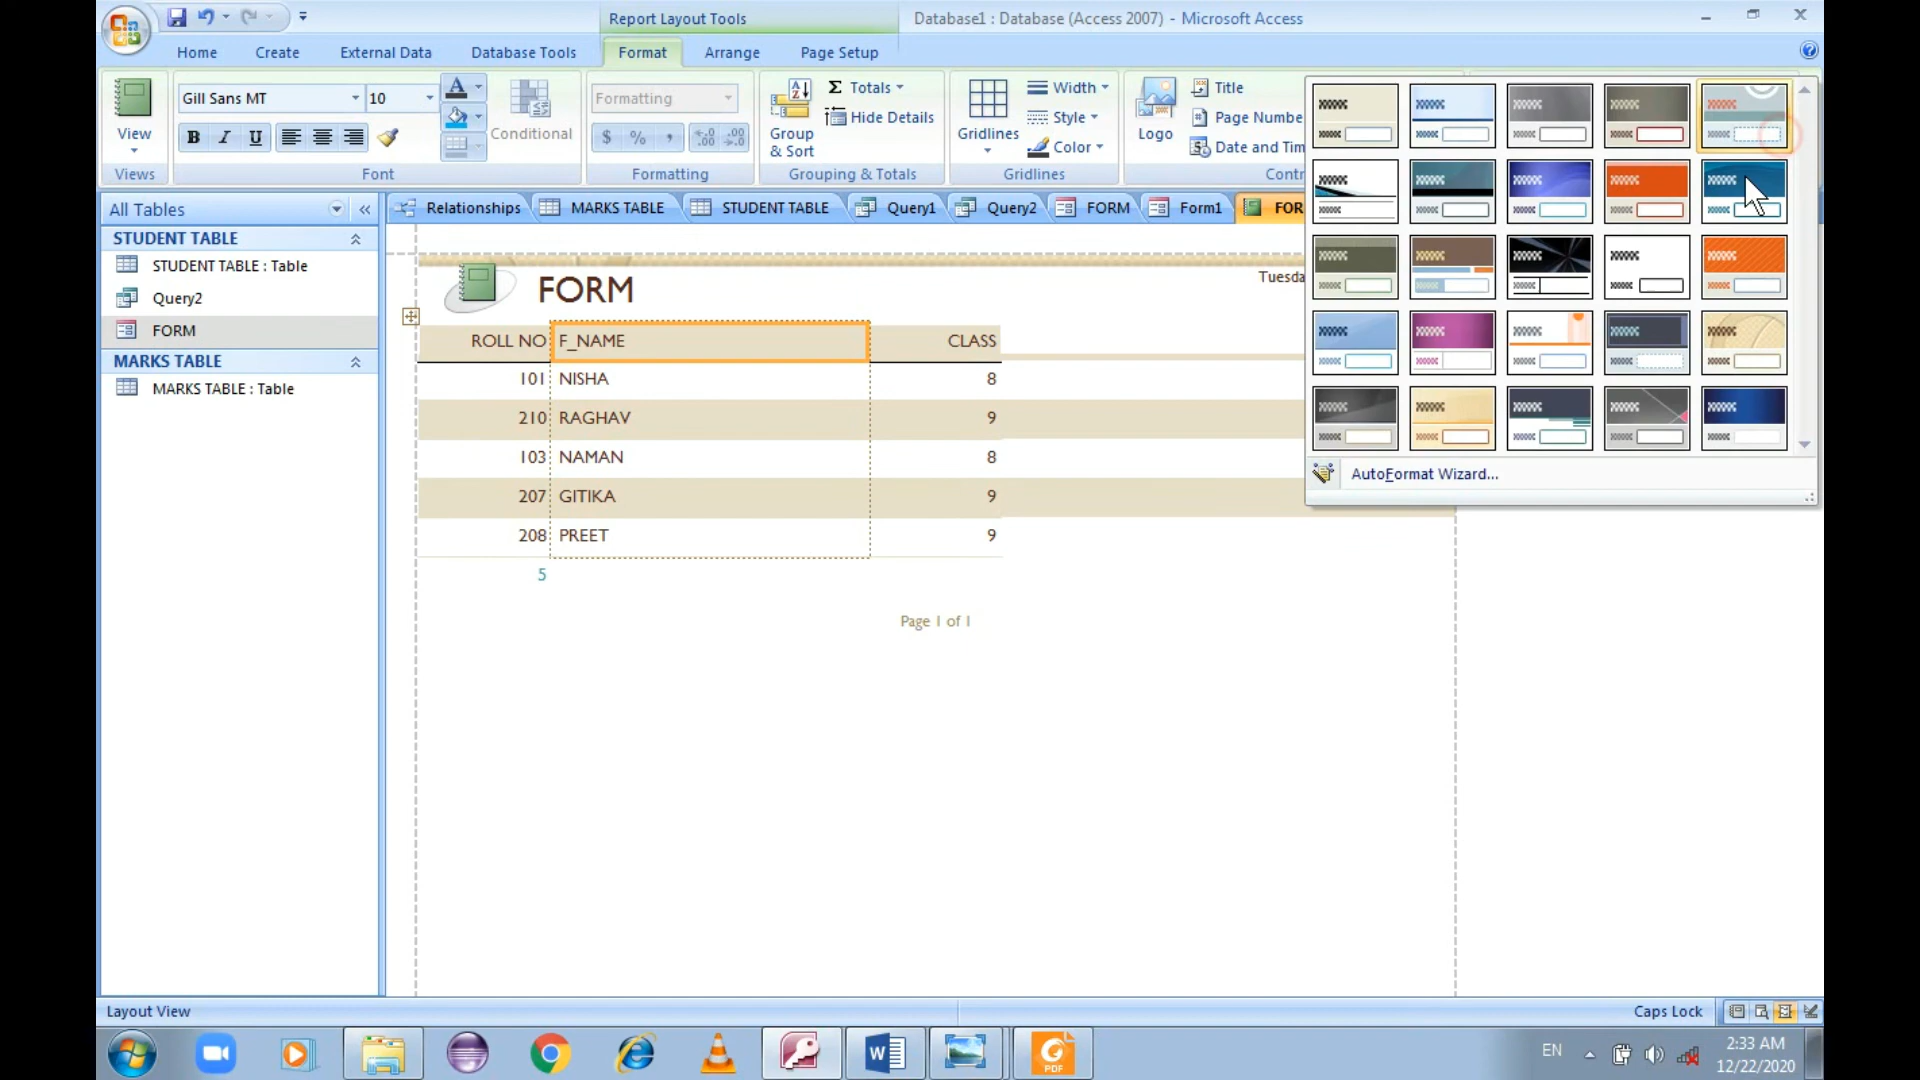 Report Layout Tools
Database1 : Database (Access 2007) - Microsoft Access
Home Create External Data Database Tools Format Arrange Page Setup
View
Views
Gill Sans MT 10
B I U
A
Conditional
Font
Formatting
$ % ,
Formatting
Group
& Sort
Σ Totals
Hide Details
Grouping & Totals
Gridlines
Width
Style
Color
Gridlines
Logo
Title
Page Numbe
Date and Tim
Contr
AutoFormat Wizard...
All Tables
STUDENT TABLE
STUDENT TABLE : Table
Query2
FORM
MARKS TABLE
MARKS TABLE : Table
Relationships MARKS TABLE STUDENT TABLE Query1 Query2 FORM Form1 FOR
FORM
Tuesda
ROLL NO F_NAME CLASS
101 NISHA 8
210 RAGHAV 9
103 NAMAN 8
207 GITIKA 9
208 PREET 9
5
Page 1 of 1
Layout View
Caps Lock
EN
2:33 AM
12/22/2020